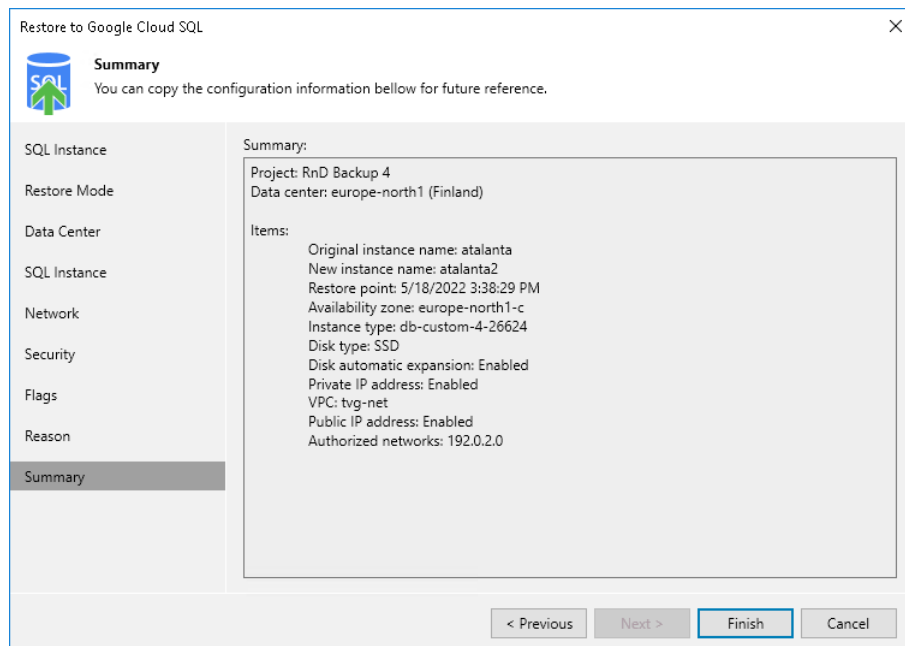 Restore to Google Cloud SQL
SQL
Summary
You can copy the configuration information bellow for future reference.
SQL Instance
Restore Mode
Data Center
SQL Instance
Network
Security
Flags
Reason
Summary
Summary:
Project: RnD Backup 4
Data center: europe-north1 (Finland)
Items:
Original instance name: atalanta
New instance name: atalanta2
Restore point: 5/18/2022 3:38:29 PM
Availability zone: europe-north1-c
Instance type: db-custom-4-26624
Disk type: SSD
Disk automatic expansion: Enabled
Private IP address: Enabled
VPC: tvg-net
Public IP address: Enabled
Authorized networks: 192.0.2.0
< Previous
Next >
Finish
Cancel